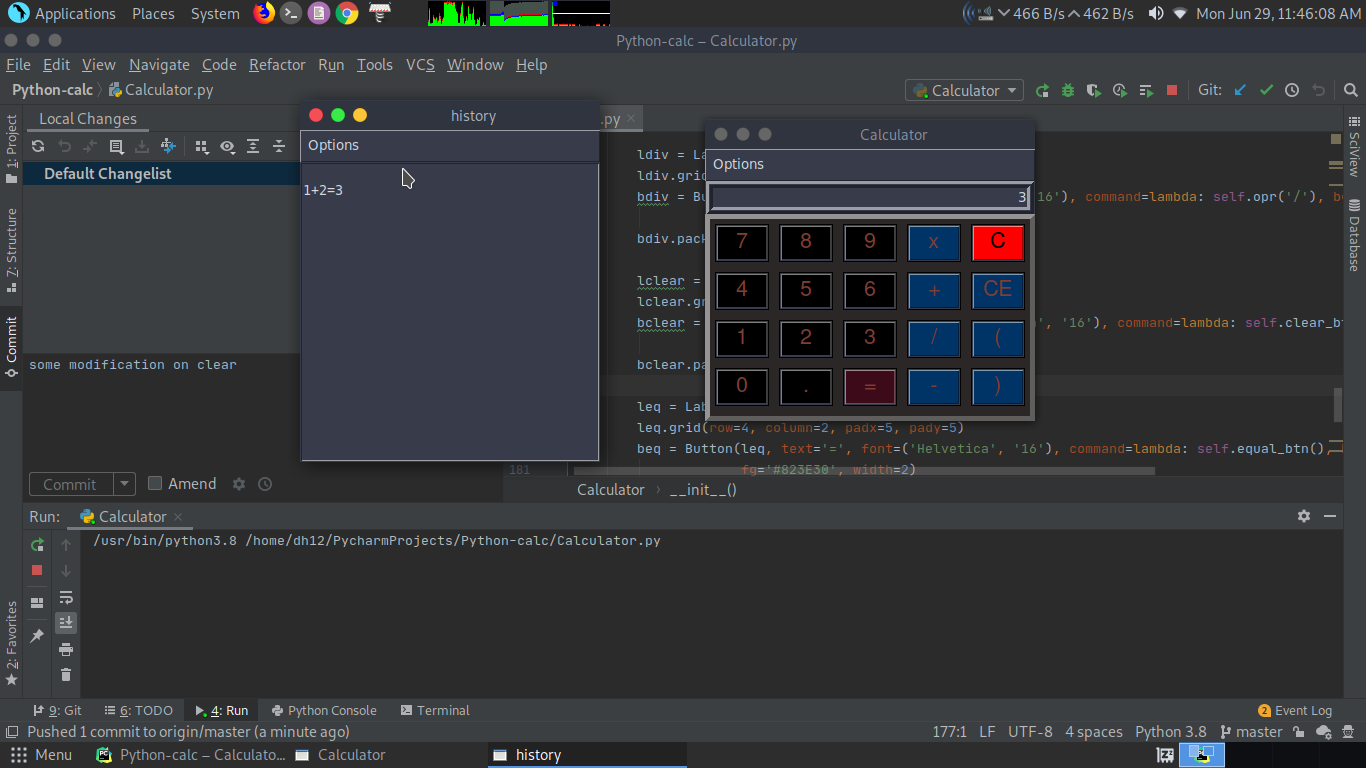 Applications Places System 466 B/s 462 B/s Mon Jun 29, 11:46:08 AM
Python-calc – Calculator.py
File Edit View Navigate Code Refactor Run Tools VCS Window Help
Python-calc Calculator.py Calculator Git:
1: Project
Z: Structure
Commit
2: Favorites
Local Changes
Default Changelist
some modification on clear
Commit Amend
history
Options
1+2=3
.py
ldiv = La
ldiv.gri
bdiv = Bu 16'), command=lambda: self.opr('/'), b
bdiv.pac
lclear =
lclear.gr
bclear = ', '16'), command=lambda: self.clear_bt
bclear.pa
leq = Lab
leq.grid(row=4, column=2, padx=5, pady=5)
beq = Button(leq, text='=', font=('Helvetica', '16'), command=lambda: self.equal_btn(),
181 fg='#823E30', width=2)
Calculator › __init__()
Calculator
Options
3
7 8 9 x C
4 5 6 + CE
1 2 3 / (
0 . = - )
SciView
Database
Run: Calculator
/usr/bin/python3.8 /home/dh12/PycharmProjects/Python-calc/Calculator.py
9: Git 6: TODO 4: Run Python Console Terminal 2 Event Log
Pushed 1 commit to origin/master (a minute ago) 177:1 LF UTF-8 4 spaces Python 3.8 master
Menu Python-calc – Calculato... Calculator history